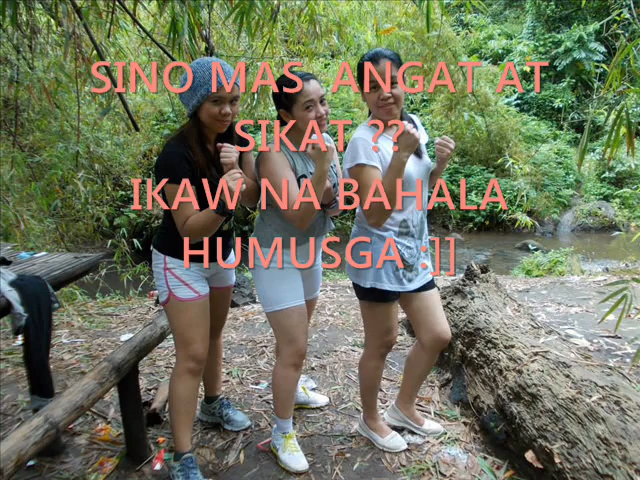 SINO MAS  ANGAT AT
SIKAT ??
IKAW NA BAHALA
HUMUSGA :]]